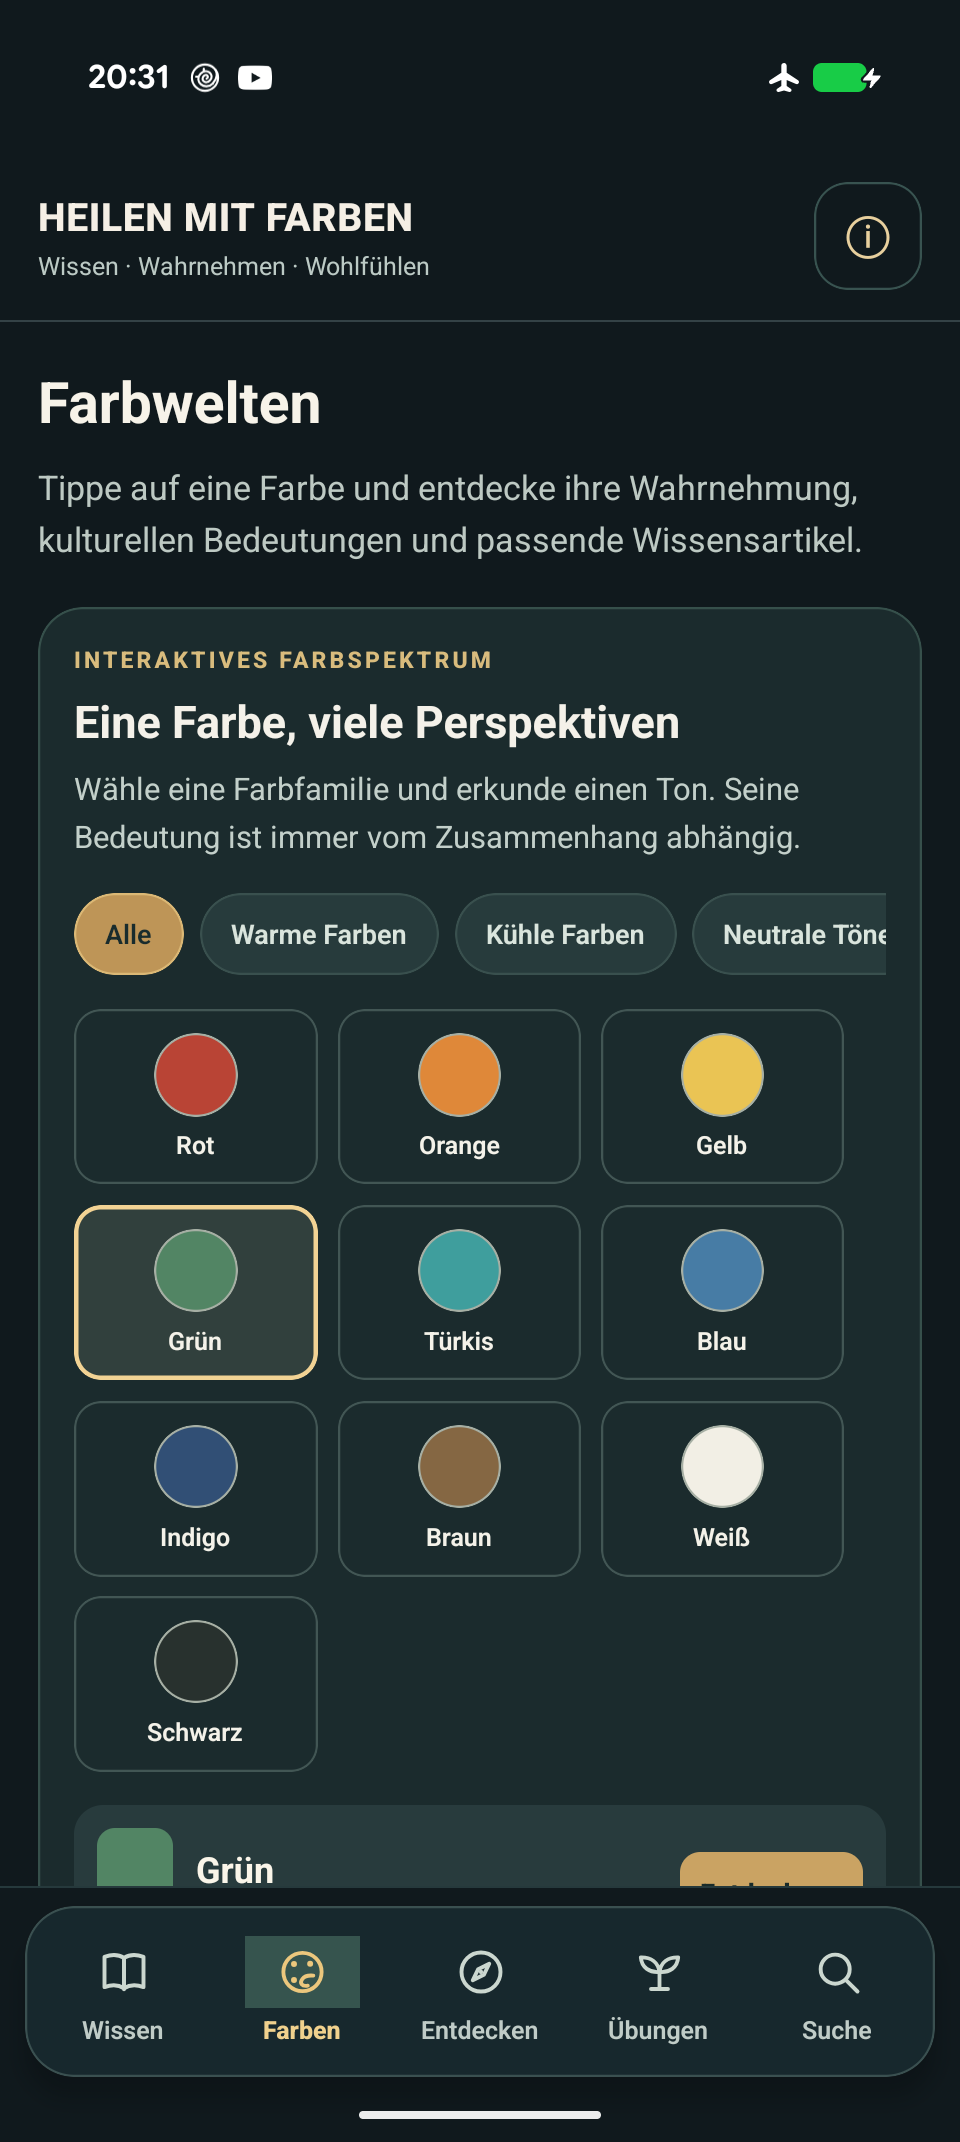 20:31
HEILEN MIT FARBEN
Wissen · Wahrnehmen · Wohlfühlen
Farbwelten
Tippe auf eine Farbe und entdecke ihre Wahrnehmung,
kulturellen Bedeutungen und passende Wissensartikel.
INTERAKTIVES FARBSPEKTRUM
Eine Farbe, viele Perspektiven
Wähle eine Farbfamilie und erkunde einen Ton. Seine
Bedeutung ist immer vom Zusammenhang abhängig.
Alle Warme Farben Kühle Farben Neutrale Töne
Rot Orange Gelb
Grün Türkis Blau
Indigo Braun Weiß
Schwarz
Grün
Wissen Farben Entdecken Übungen Suche